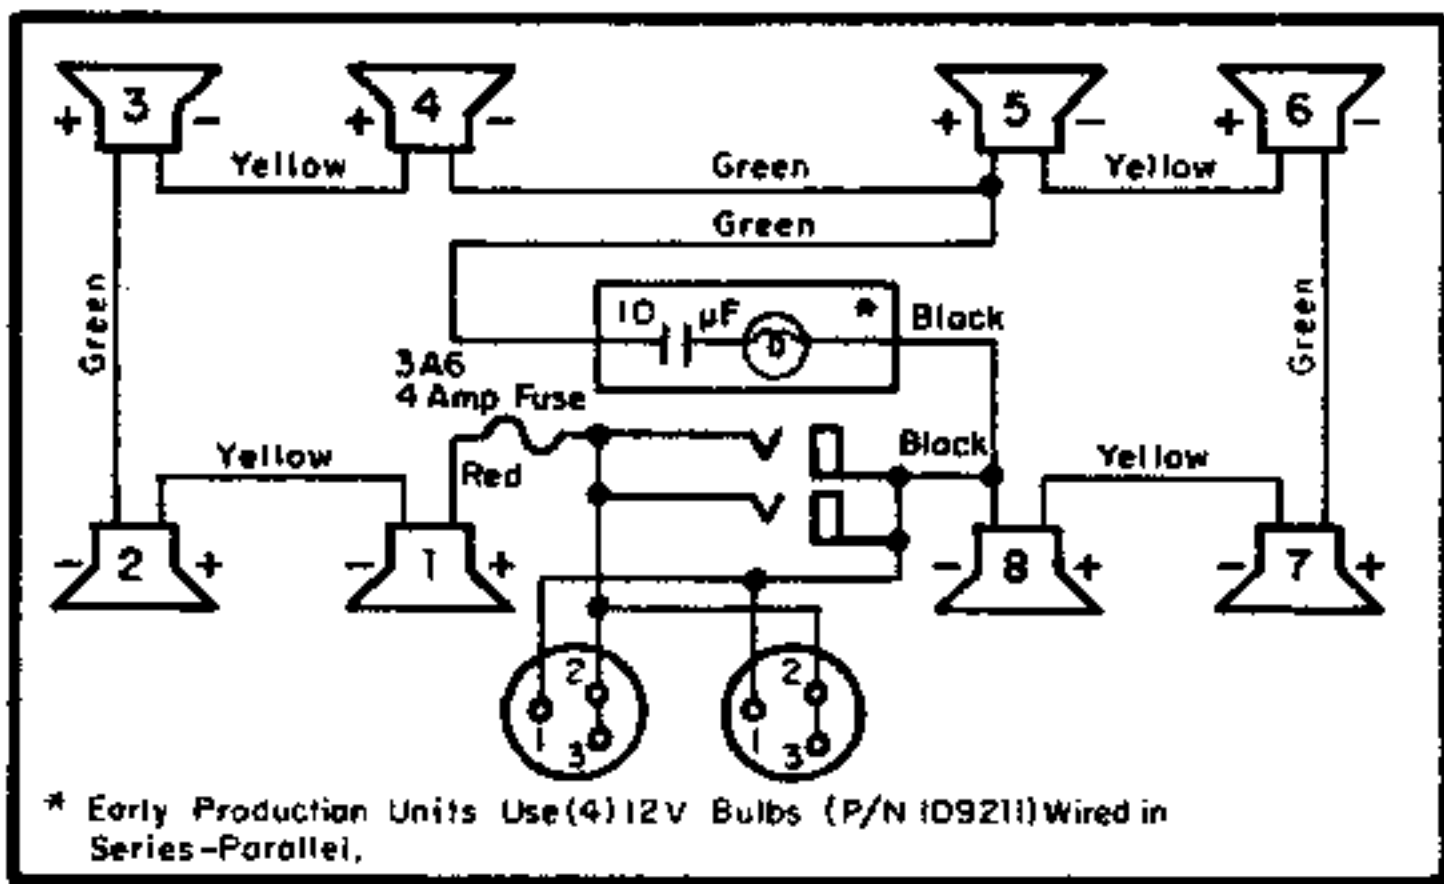 3 4 5 6
+ - + - + - + -
Yellow Green Yellow
Green
Green
Green
10 µF * Black
3A6
4 Amp Fuse
Yellow Red Black Yellow
2 1 8 7
- + - + - + - +
2 2
1 3 1 3
* Early Production Units Use (4) 12V Bulbs (P/N 109211) Wired in
Series-Parallel.